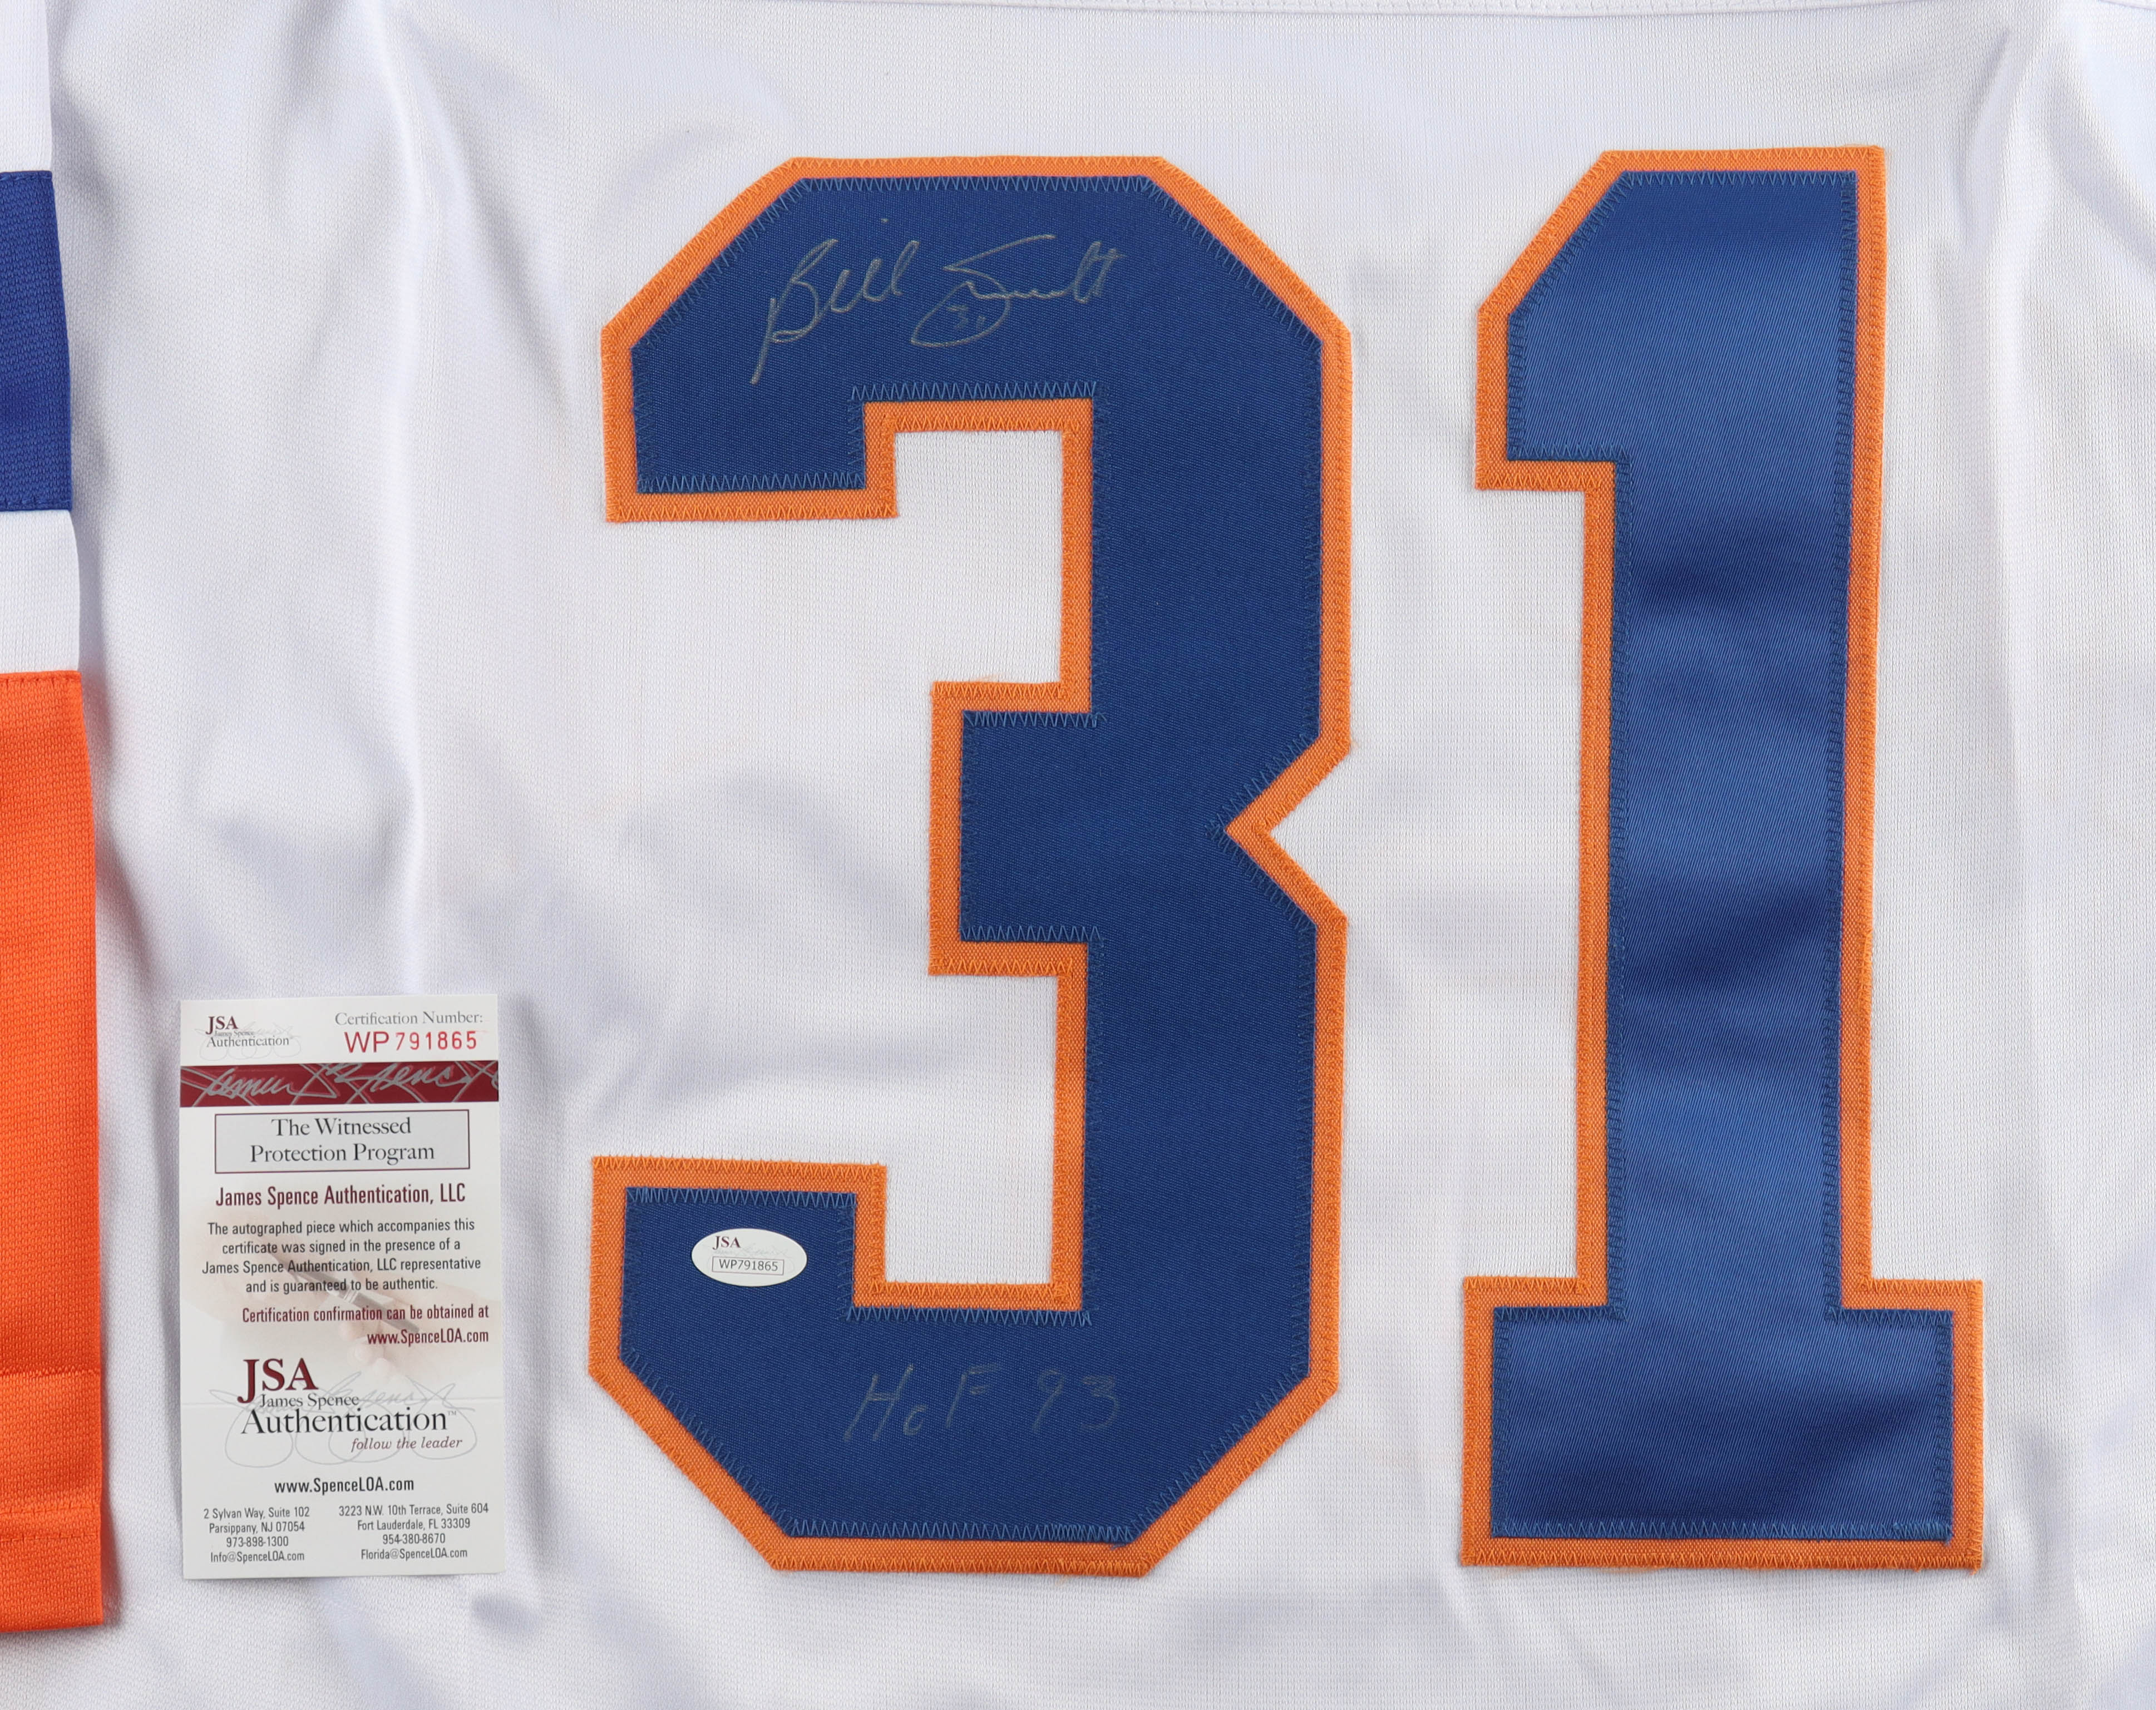 Bill Smith
31
31
JSA
James Spence
Authentication
Certification Number:
WP791865
The Witnessed
Protection Program
James Spence Authentication, LLC
The autographed piece which accompanies this
certificate was signed in the presence of a
James Spence Authentication, LLC representative
and is guaranteed to be authentic.
Certification confirmation can be obtained at
www.SpenceLOA.com
JSA
James Spence
Authentication™
follow the leader
www.SpenceLOA.com
2 Sylvan Way, Suite 102
Parsippany, NJ 07054
973-898-1300
Info@SpenceLOA.com
3223 N.W. 10th Terrace, Suite 604
Fort Lauderdale, FL 33309
954-380-8670
Florida@SpenceLOA.com
JSA
WP791865
HOF 93